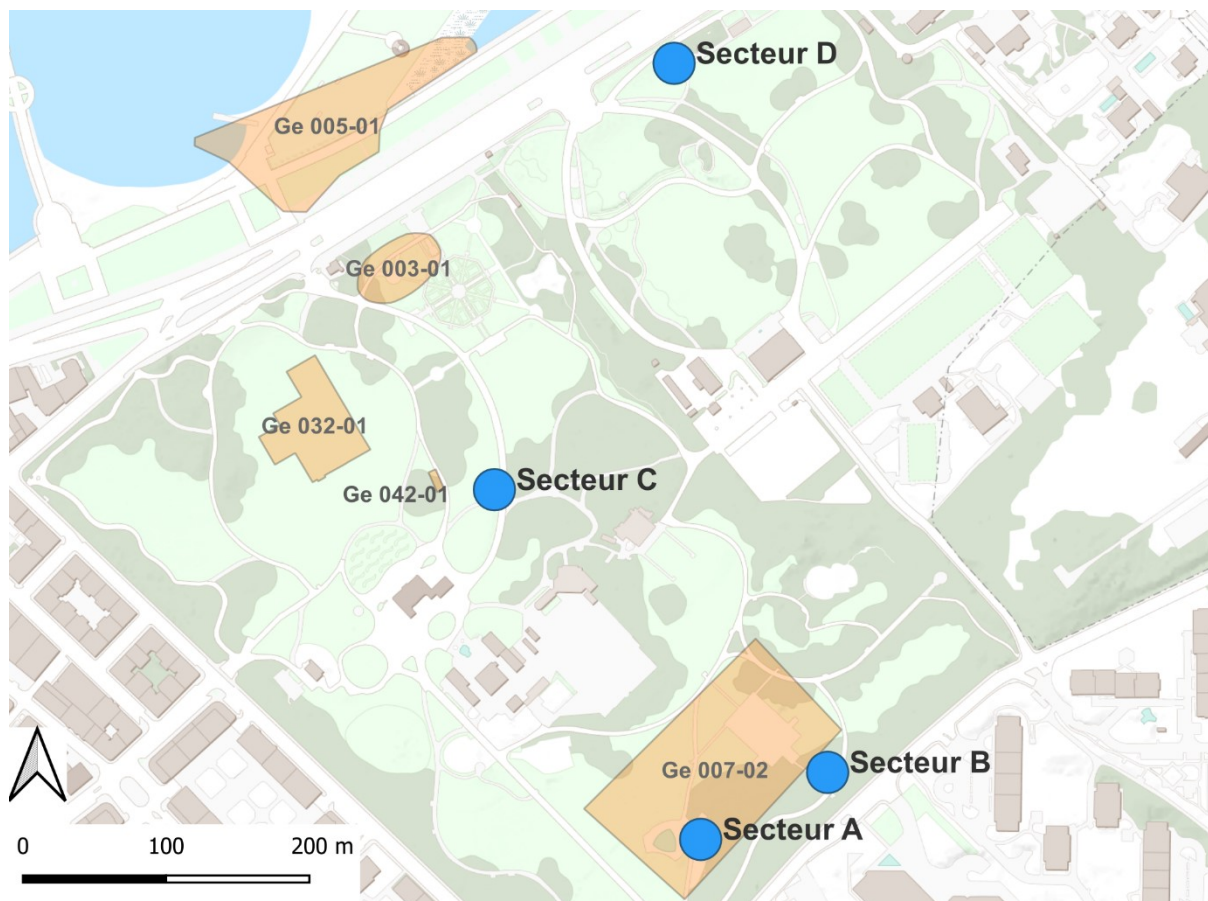 Secteur D
Ge 005-01
Ge 003-01
Ge 032-01
Secteur C
Ge 042-01
Secteur B
Ge 007-02
Secteur A
0 100 200 m